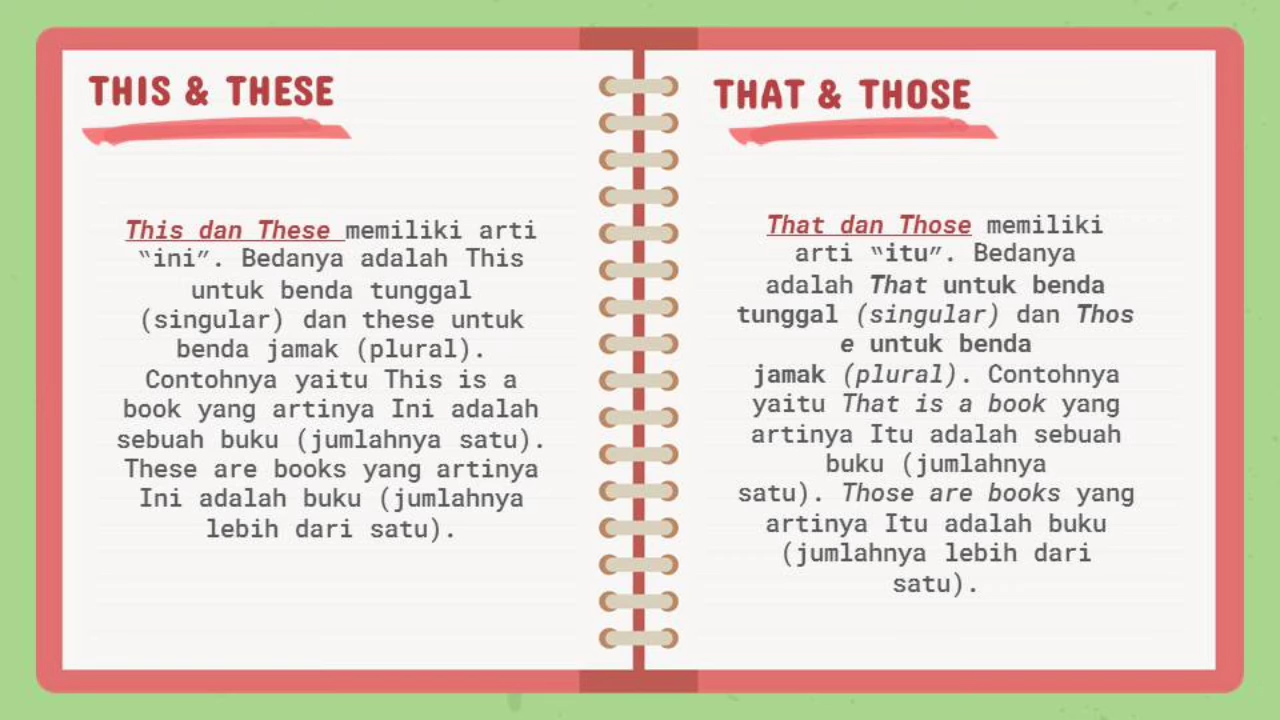 THIS & THESE
This dan These memiliki arti
“ini”. Bedanya adalah This
untuk benda tunggal
(singular) dan these untuk
benda jamak (plural).
Contohnya yaitu This is a
book yang artinya Ini adalah
sebuah buku (jumlahnya satu).
These are books yang artinya
Ini adalah buku (jumlahnya
lebih dari satu).
THAT & THOSE
That dan Those memiliki
arti “itu”. Bedanya
adalah That untuk benda
tunggal (singular) dan Thos
e untuk benda
jamak (plural). Contohnya
yaitu That is a book yang
artinya Itu adalah sebuah
buku (jumlahnya
satu). Those are books yang
artinya Itu adalah buku
(jumlahnya lebih dari
satu).